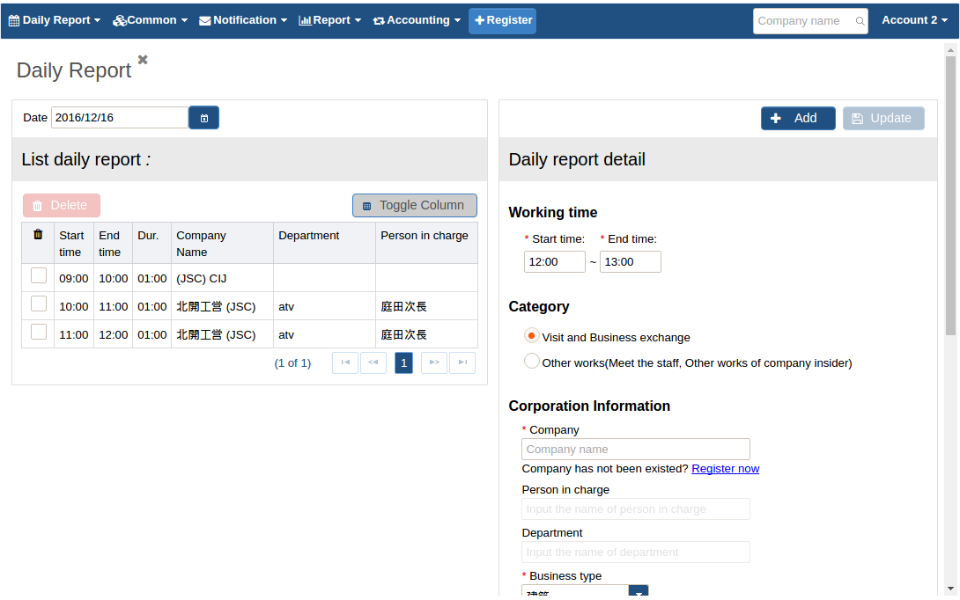 Daily Report Common Notification Report Accounting Register Company name Account 2
Daily Report
Date 2016/12/16
Add Update
List daily report :
Daily report detail
Delete Toggle Column
Start time End time Dur. Company Name Department Person in charge
09:00 10:00 01:00 (JSC) CIJ
10:00 11:00 01:00 北開工営 (JSC) atv 庭田次長
11:00 12:00 01:00 北開工営 (JSC) atv 庭田次長
(1 of 1) 1
Working time
* Start time: * End time:
12:00 ~ 13:00
Category
Visit and Business exchange
Other works(Meet the staff, Other works of company insider)
Corporation Information
* Company
Company name
Company has not been existed? Register now
Person in charge
Input the name of person in charge
Department
Input the name of department
* Business type
建築